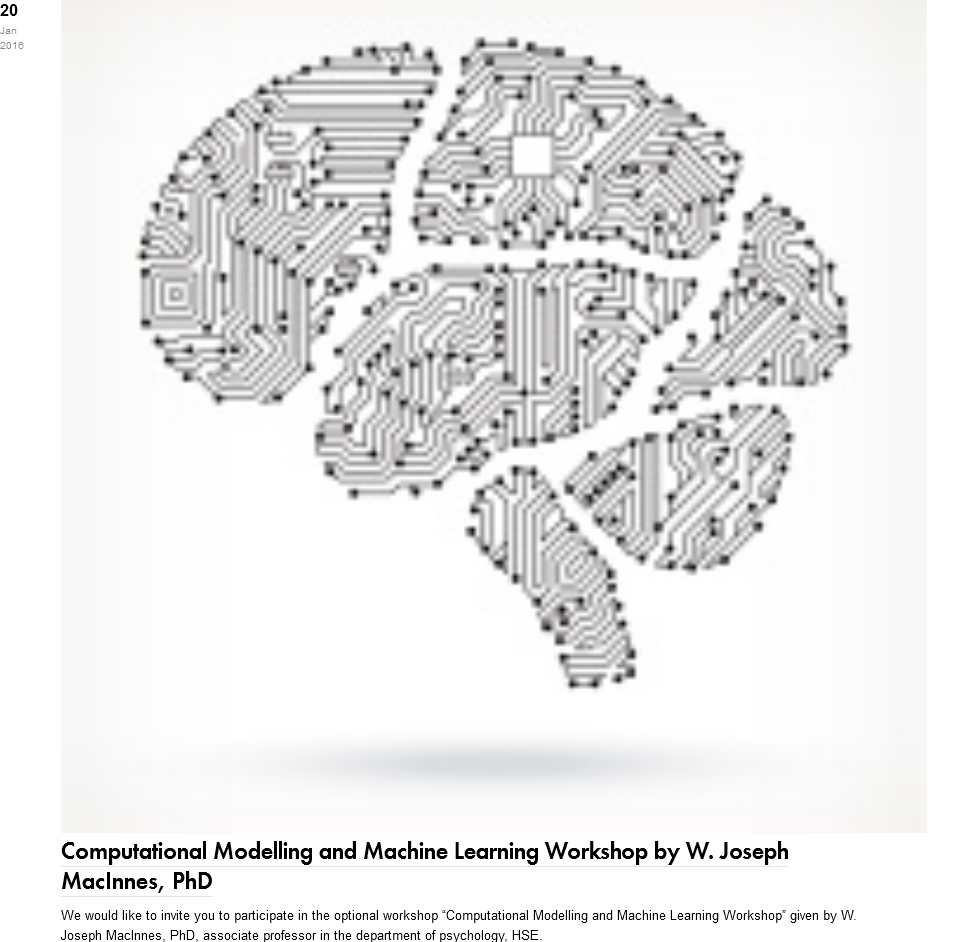 20
Jan
2016
Computational Modelling and Machine Learning Workshop by W. Joseph
MacInnes, PhD
We would like to invite you to participate in the optional workshop “Computational Modelling and Machine Learning Workshop” given by W.
Joseph MacInnes, PhD, associate professor in the department of psychology, HSE.